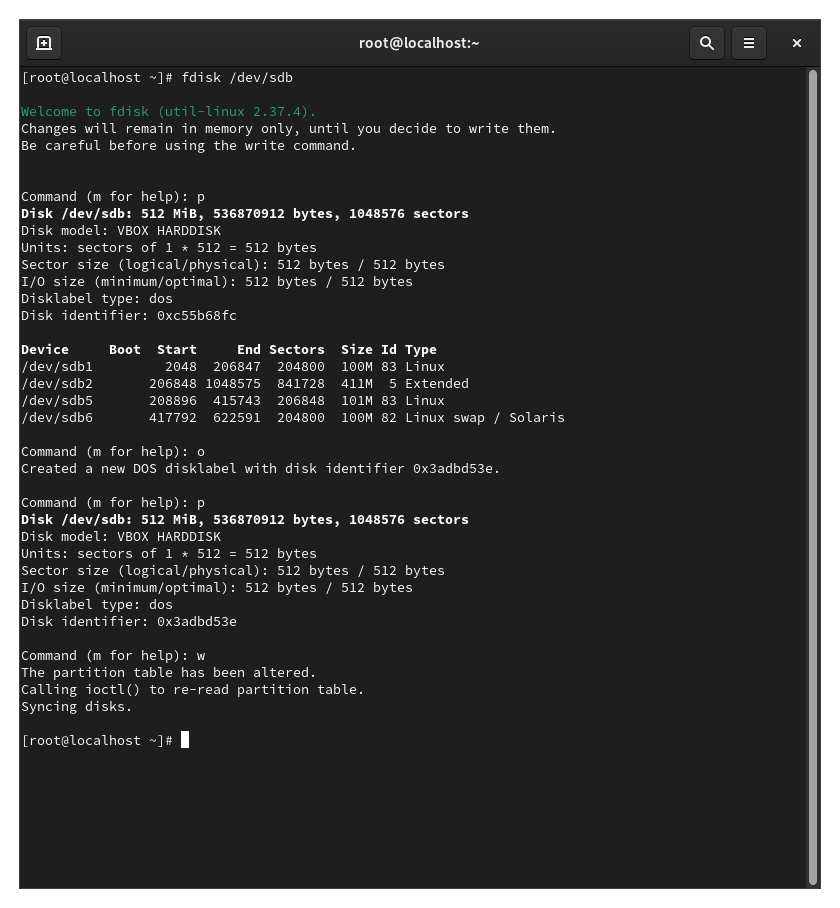 root@localhost:~
[root@localhost ~]# fdisk /dev/sdb
Welcome to fdisk (util-linux 2.37.4).
Changes will remain in memory only, until you decide to write them.
Be careful before using the write command.
Command (m for help): p
Disk /dev/sdb: 512 MiB, 536870912 bytes, 1048576 sectors
Disk model: VBOX HARDDISK
Units: sectors of 1 * 512 = 512 bytes
Sector size (logical/physical): 512 bytes / 512 bytes
I/O size (minimum/optimal): 512 bytes / 512 bytes
Disklabel type: dos
Disk identifier: 0xc55b68fc
Device     Boot  Start     End Sectors  Size Id Type
/dev/sdb1         2048  206847  204800  100M 83 Linux
/dev/sdb2       206848 1048575  841728  411M  5 Extended
/dev/sdb5       208896  415743  206848  101M 83 Linux
/dev/sdb6       417792  622591  204800  100M 82 Linux swap / Solaris
Command (m for help): o
Created a new DOS disklabel with disk identifier 0x3adbd53e.
Command (m for help): p
Disk /dev/sdb: 512 MiB, 536870912 bytes, 1048576 sectors
Disk model: VBOX HARDDISK
Units: sectors of 1 * 512 = 512 bytes
Sector size (logical/physical): 512 bytes / 512 bytes
I/O size (minimum/optimal): 512 bytes / 512 bytes
Disklabel type: dos
Disk identifier: 0x3adbd53e
Command (m for help): w
The partition table has been altered.
Calling ioctl() to re-read partition table.
Syncing disks.
[root@localhost ~]#